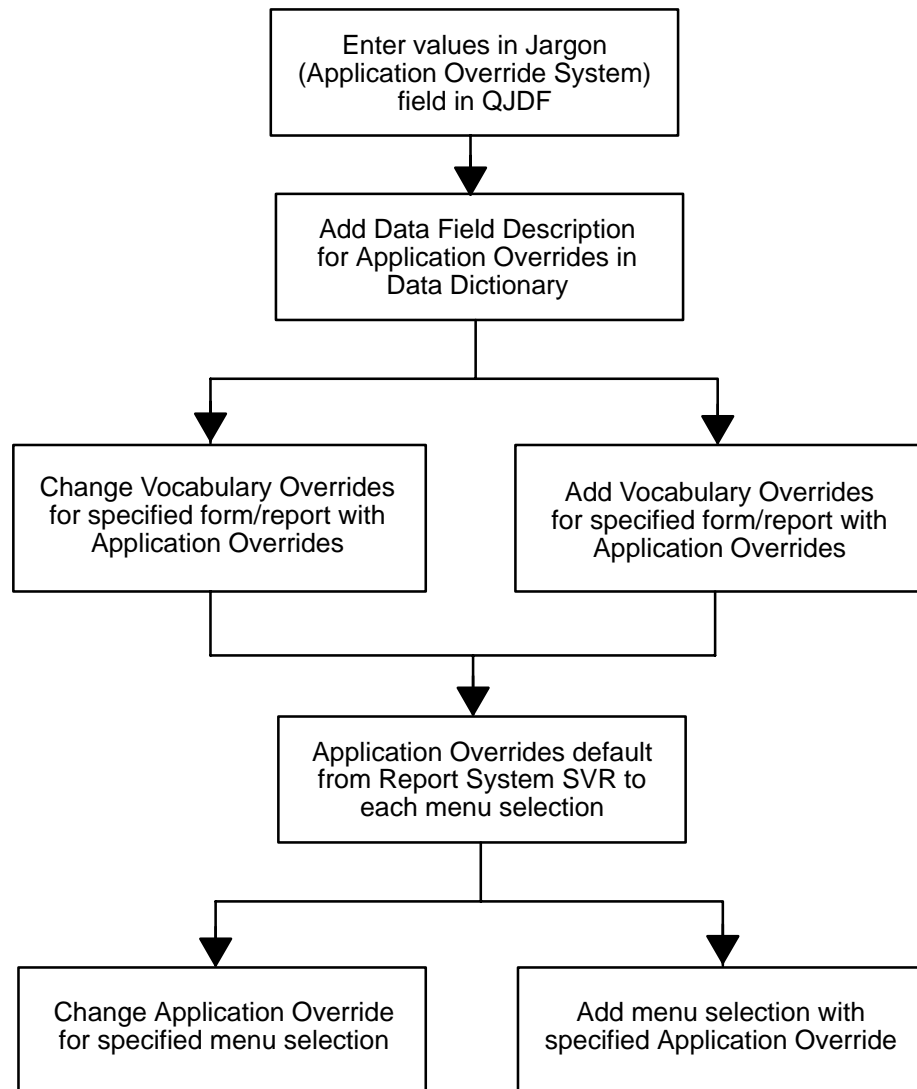 Enter values in Jargon
(Application Override System)
field in QJDF
Add Data Field Description
for Application Overrides in
Data Dictionary
Change Vocabulary Overrides
for specified form/report with
Application Overrides
Add Vocabulary Overrides
for specified form/report with
Application Overrides
Application Overrides default
from Report System SVR to
each menu selection
Change Application Override
for specified menu selection
Add menu selection with
specified Application Override